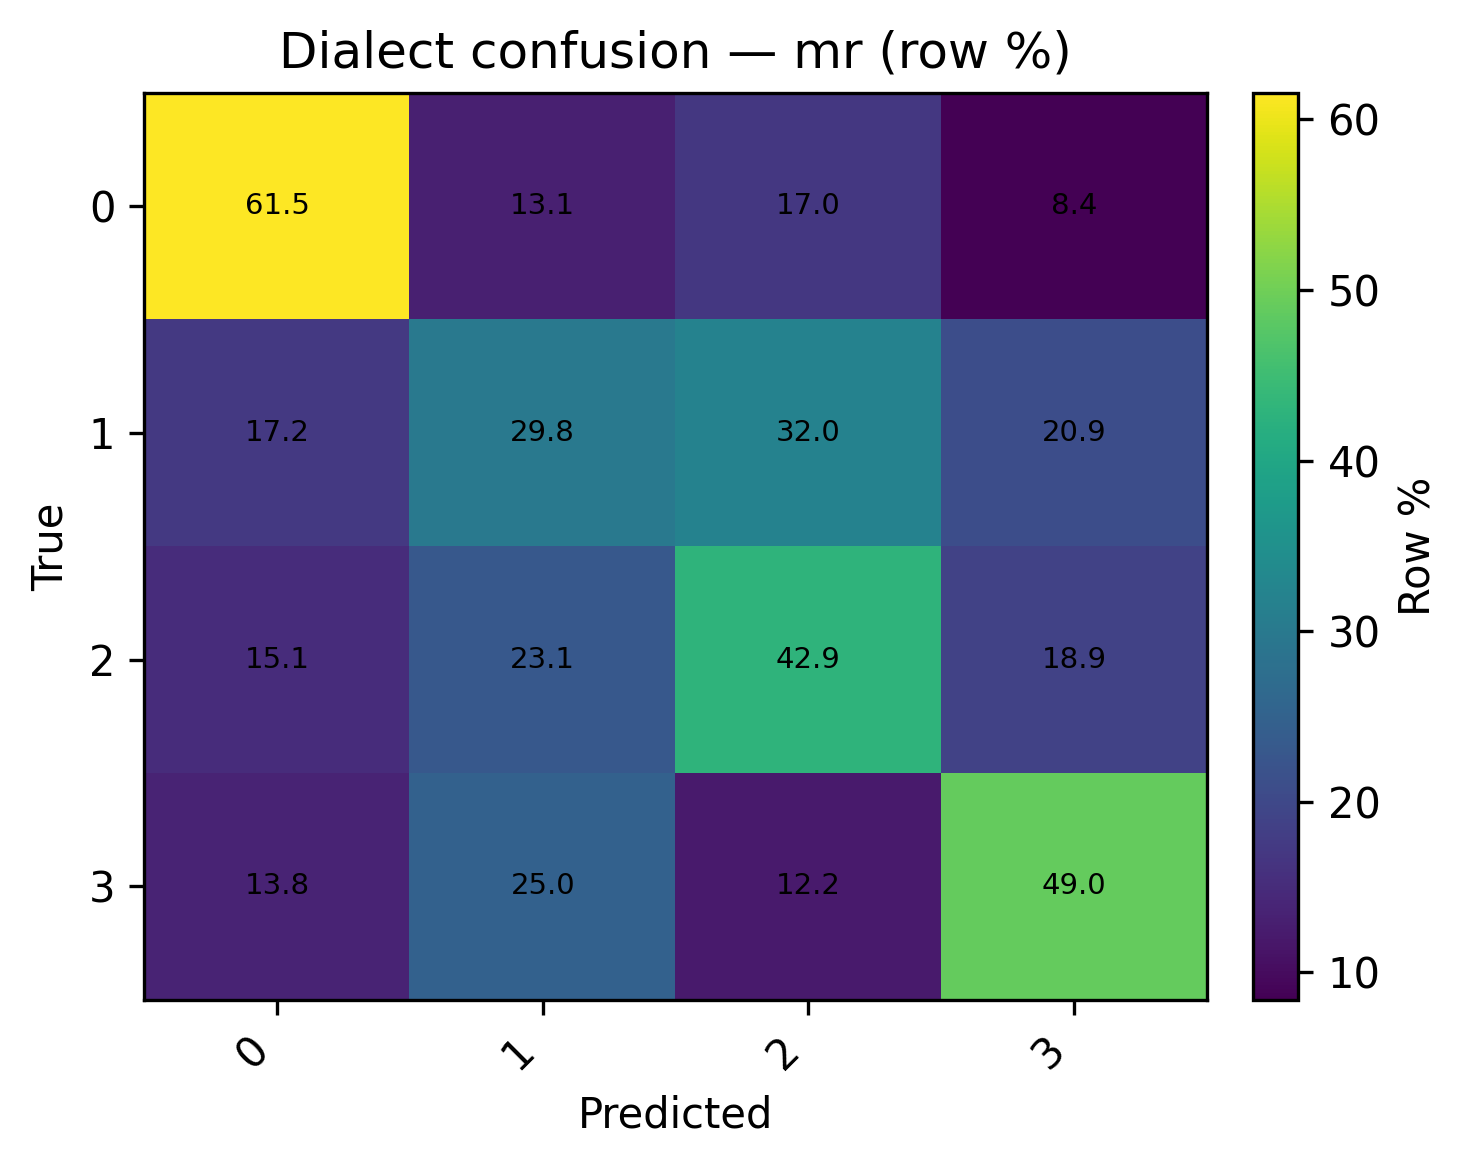 Dialect confusion — mr (row %)
0 61.5 13.1 17.0 8.4
1 17.2 29.8 32.0 20.9
2 15.1 23.1 42.9 18.9
3 13.8 25.0 12.2 49.0
0 1 2 3
True
Predicted
60
50
40
30
20
10
Row %